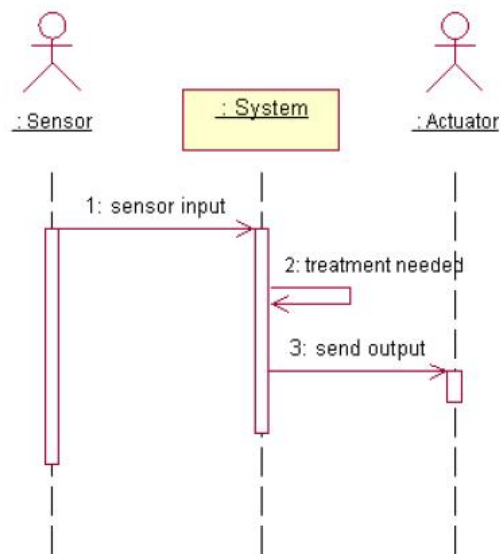 : Sensor
: System
: Actuator
1: sensor input
2: treatment needed
3: send output